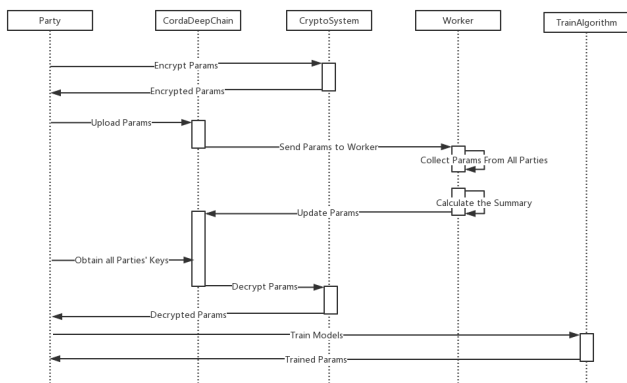 Party
CordaDeepChain
CryptoSystem
Worker
TrainAlgorithm
Encrypt Params
Encrypted Params
Upload Params
Send Params to Worker
Collect Params From All Parties
Calculate the Summary
Update Params
Obtain all Parties' Keys
Decrypt Params
Decrypted Params
Train Models
Trained Params